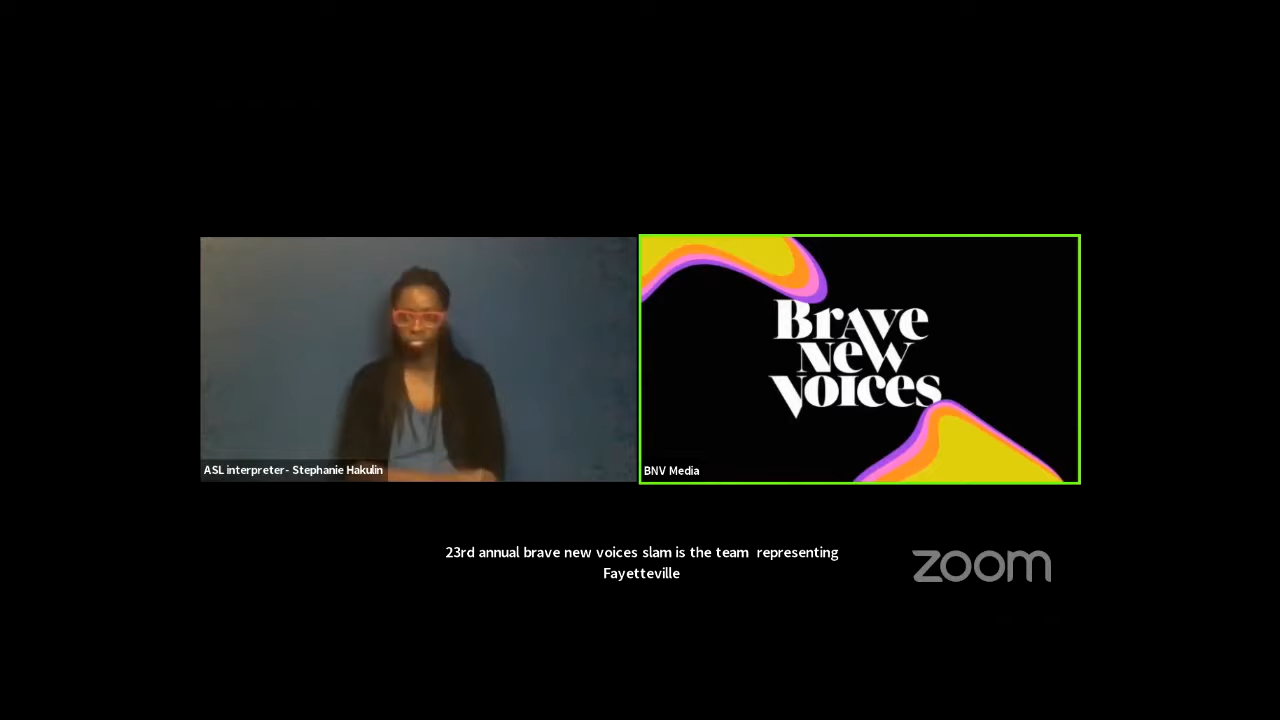 Brave
New
Voices
ASL interpreter- Stephanie Hakulin
BNV Media
23rd annual brave new voices slam is the team representing
Fayetteville
zoom